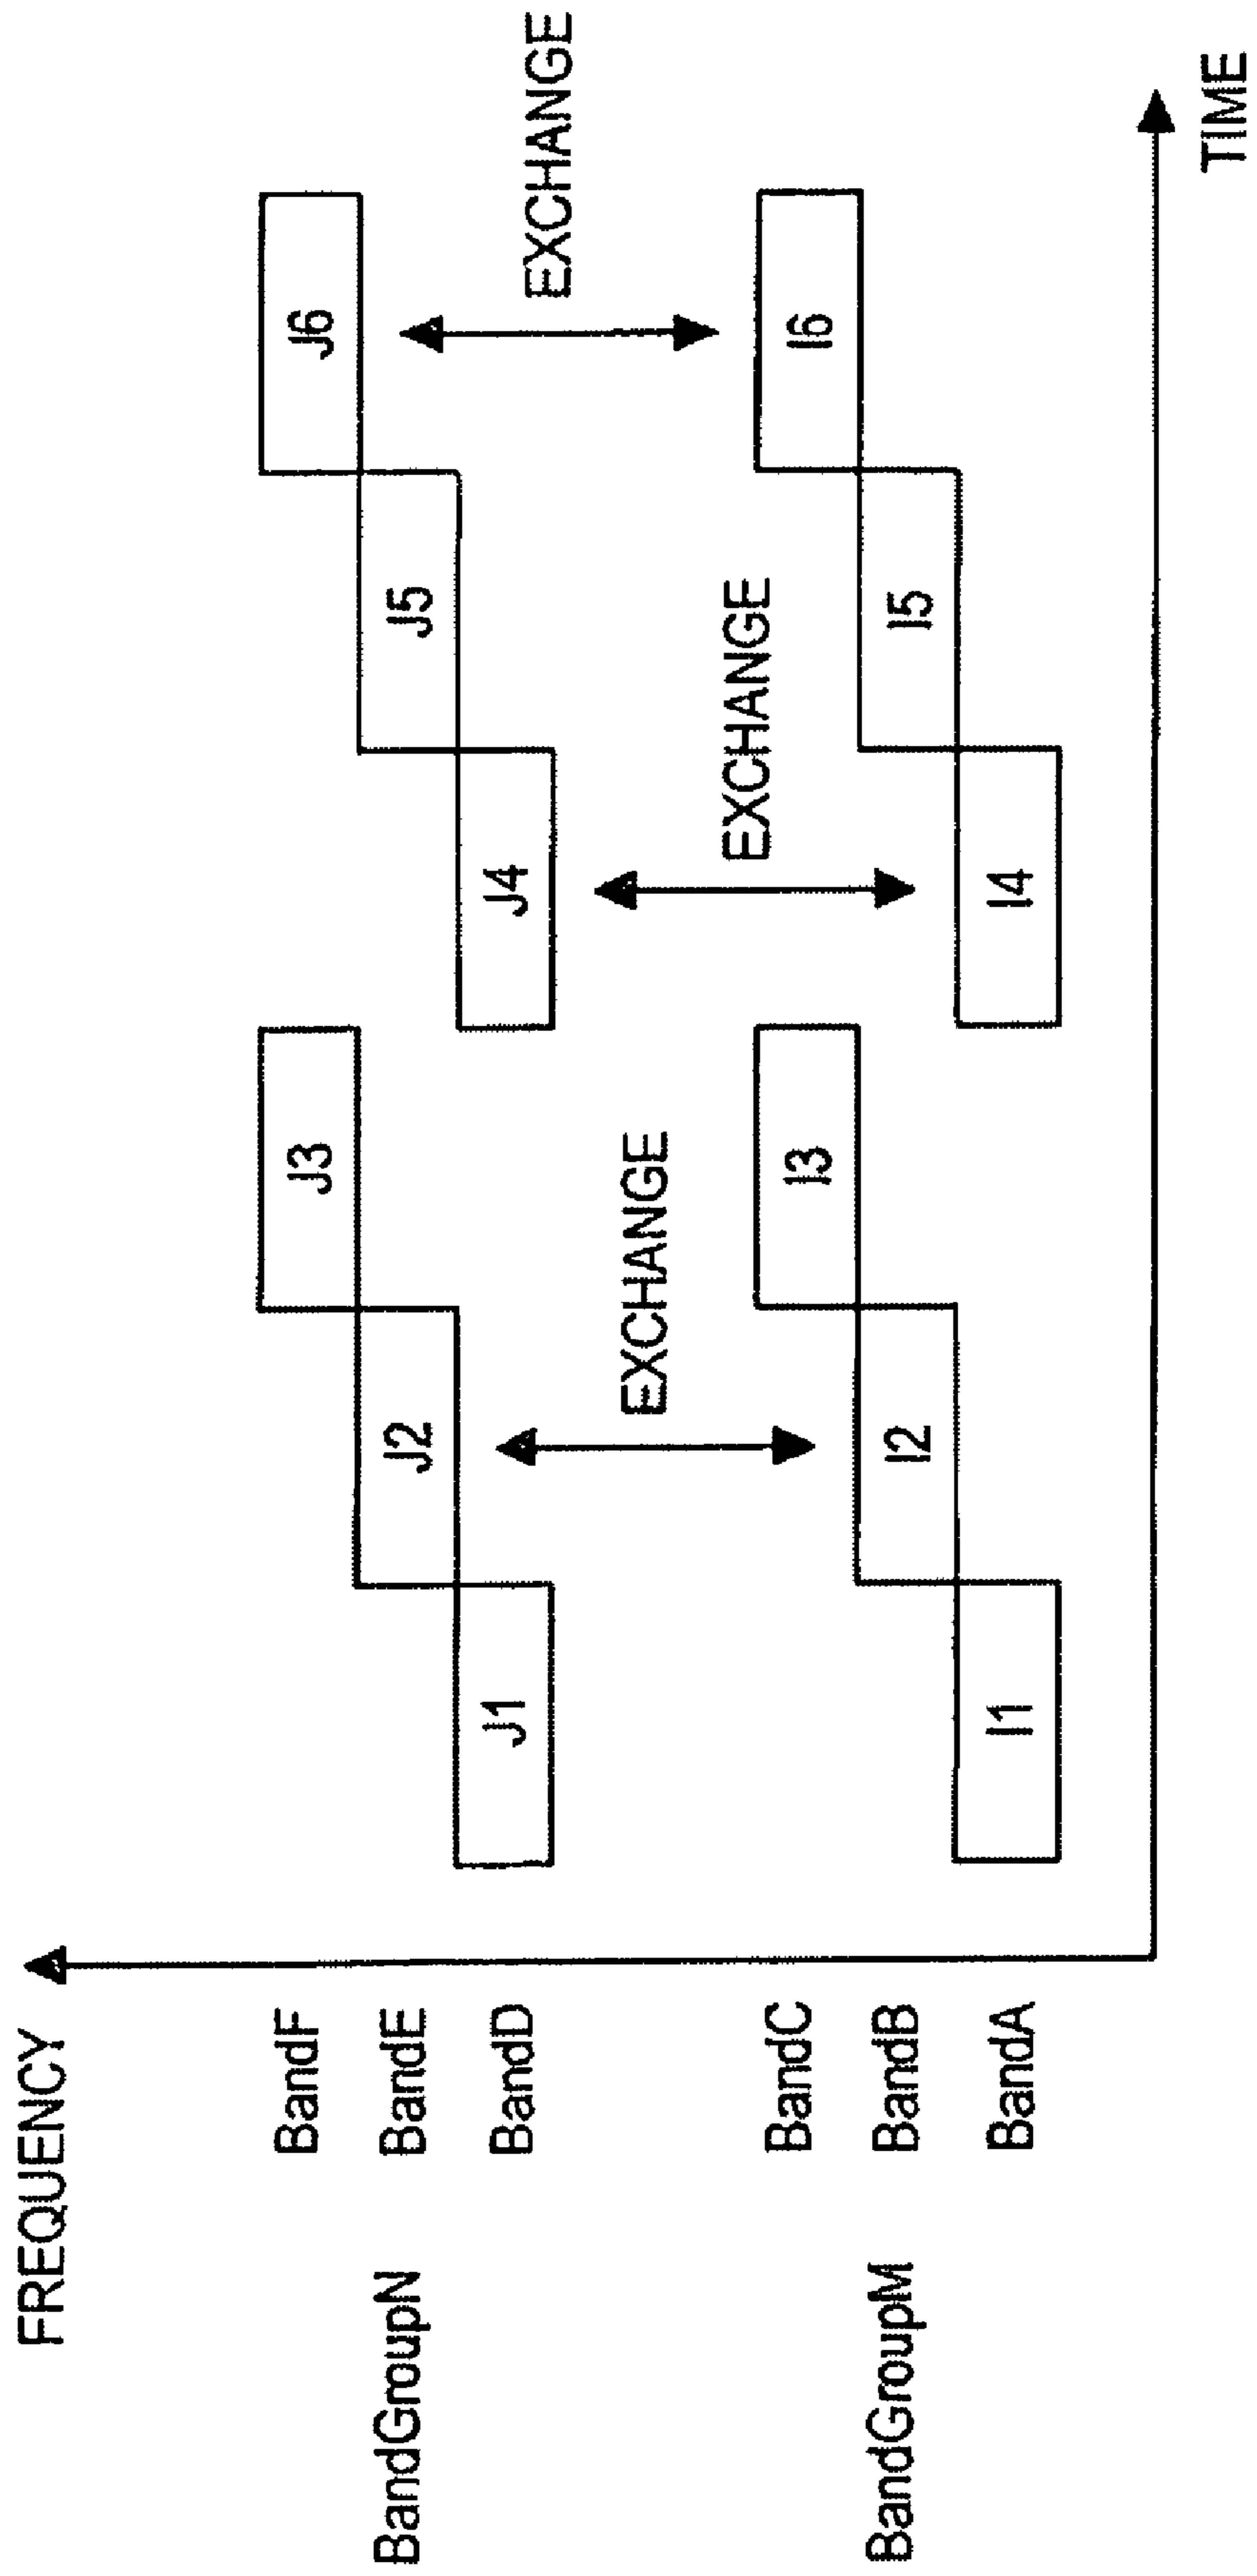 FREQUENCY
BandGroupN
BandF
BandE
BandD
J1
J2
J3
J4
J5
J6
EXCHANGE
EXCHANGE
EXCHANGE
BandGroupM
BandC
BandB
BandA
I1
I2
I3
I4
I5
I6
TIME